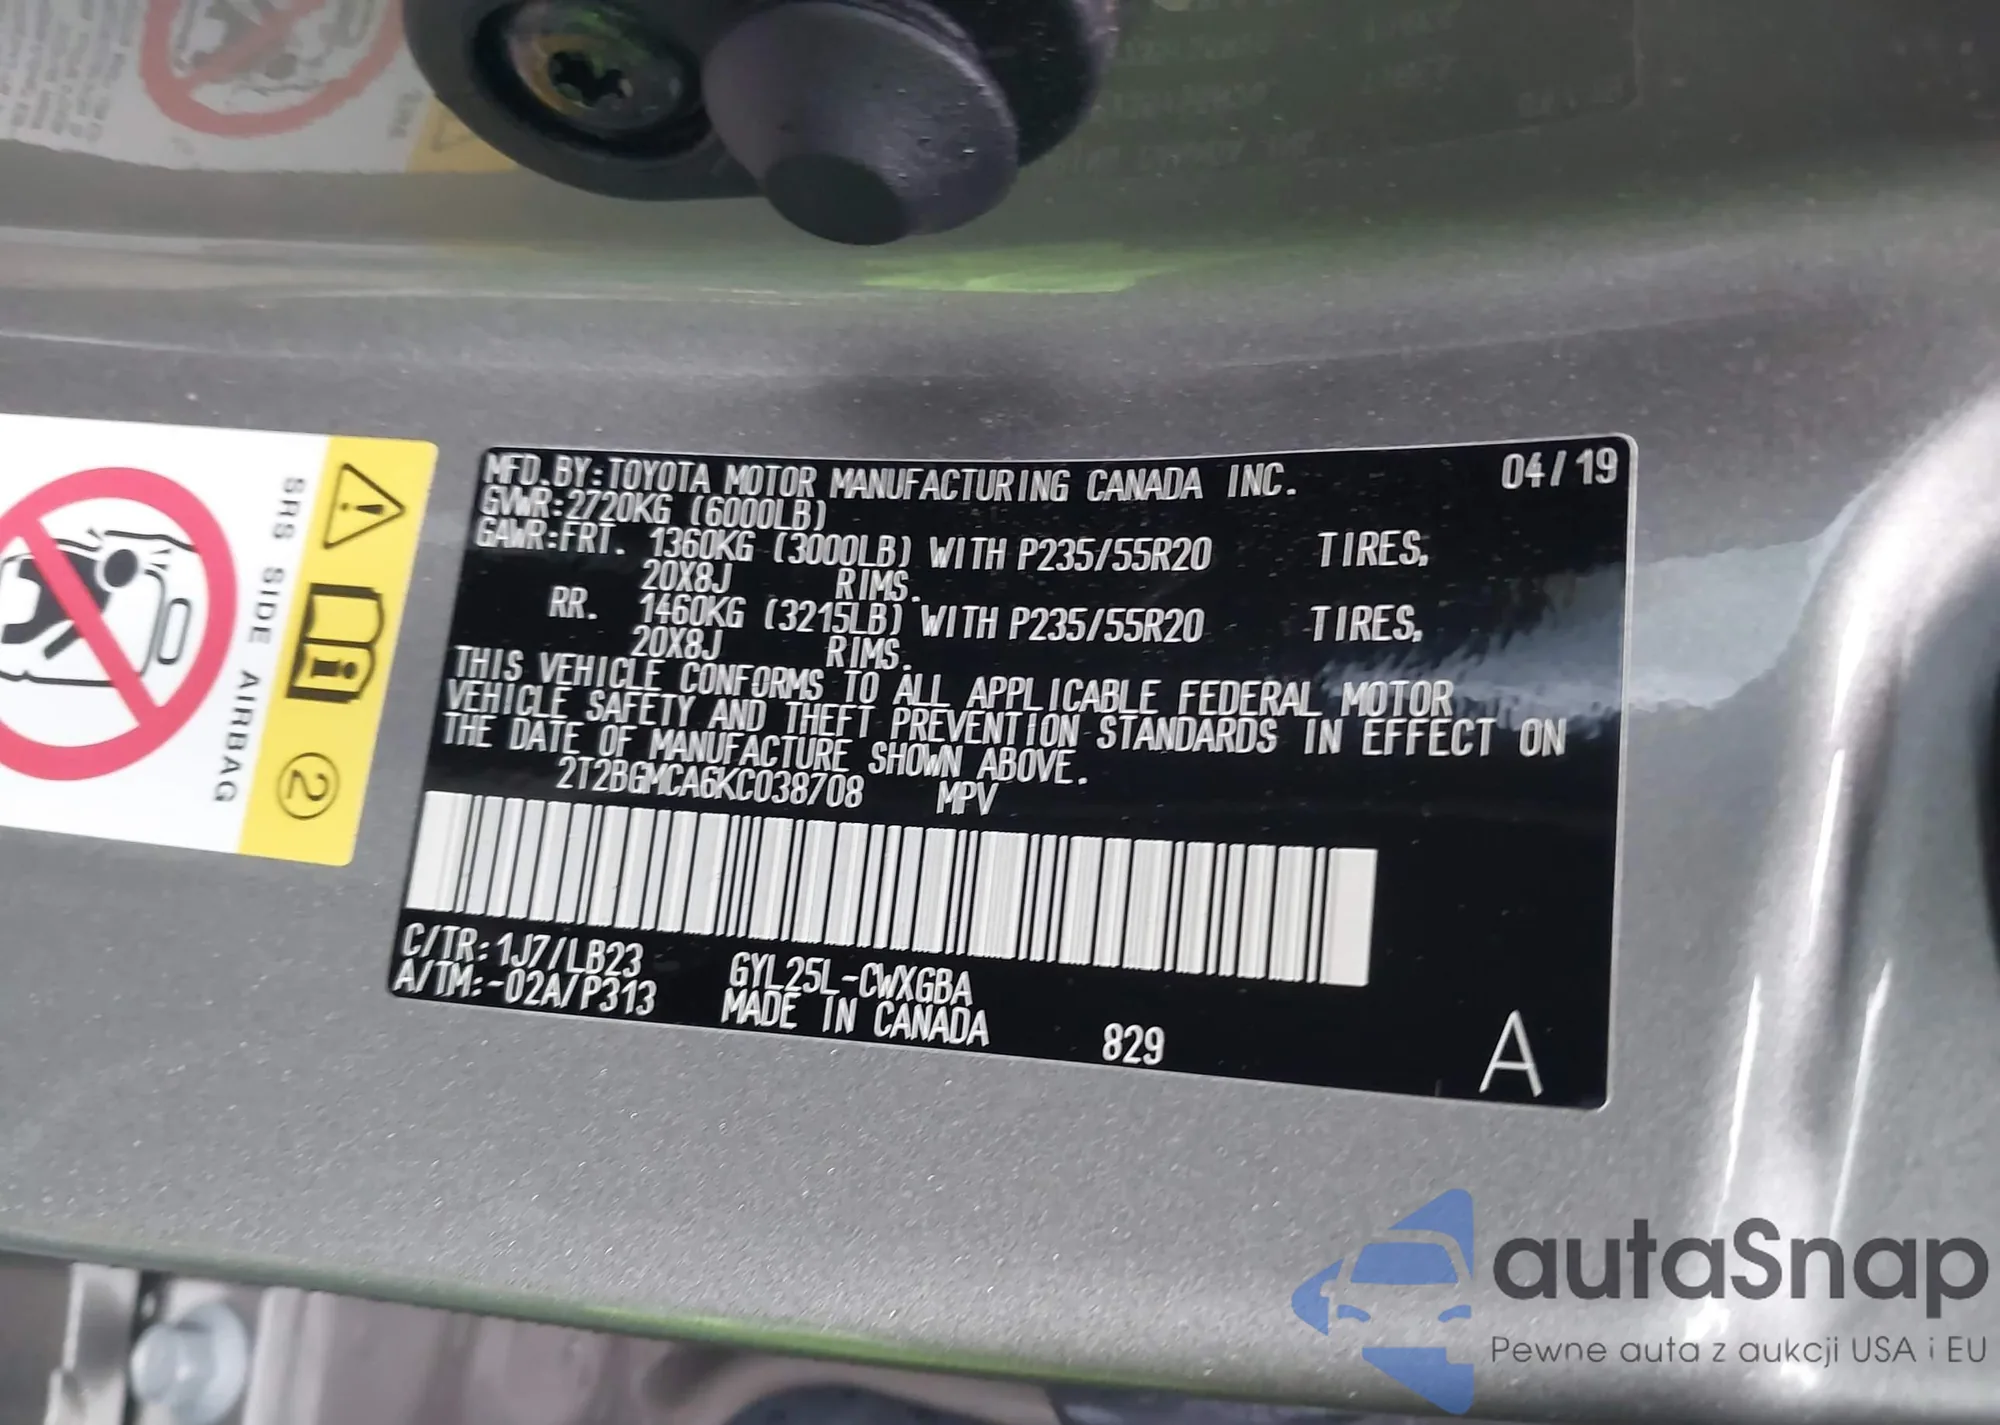 MFD.BY:TOYOTA MOTOR MANUFACTURING CANADA INC. 04/19
GVWR:2720KG (6000LB)
GAWR:FRT. 1360KG (3000LB) WITH P235/55R20 TIRES,
20X8J RIMS.
RR. 1460KG (3215LB) WITH P235/55R20 TIRES,
20X8J RIMS.
THIS VEHICLE CONFORMS TO ALL APPLICABLE FEDERAL MOTOR
VEHICLE SAFETY AND THEFT PREVENTION STANDARDS IN EFFECT ON
THE DATE OF MANUFACTURE SHOWN ABOVE.
2T2BGMCA6KC038708 MPV
C/TR:1J7/LB23 GYL25L-CWXGBA
A/TM:-02A/P313 MADE IN CANADA 829 A
SRS SIDE AIRBAG
2
autaSnap
Pewne auta z aukcji USA i EU